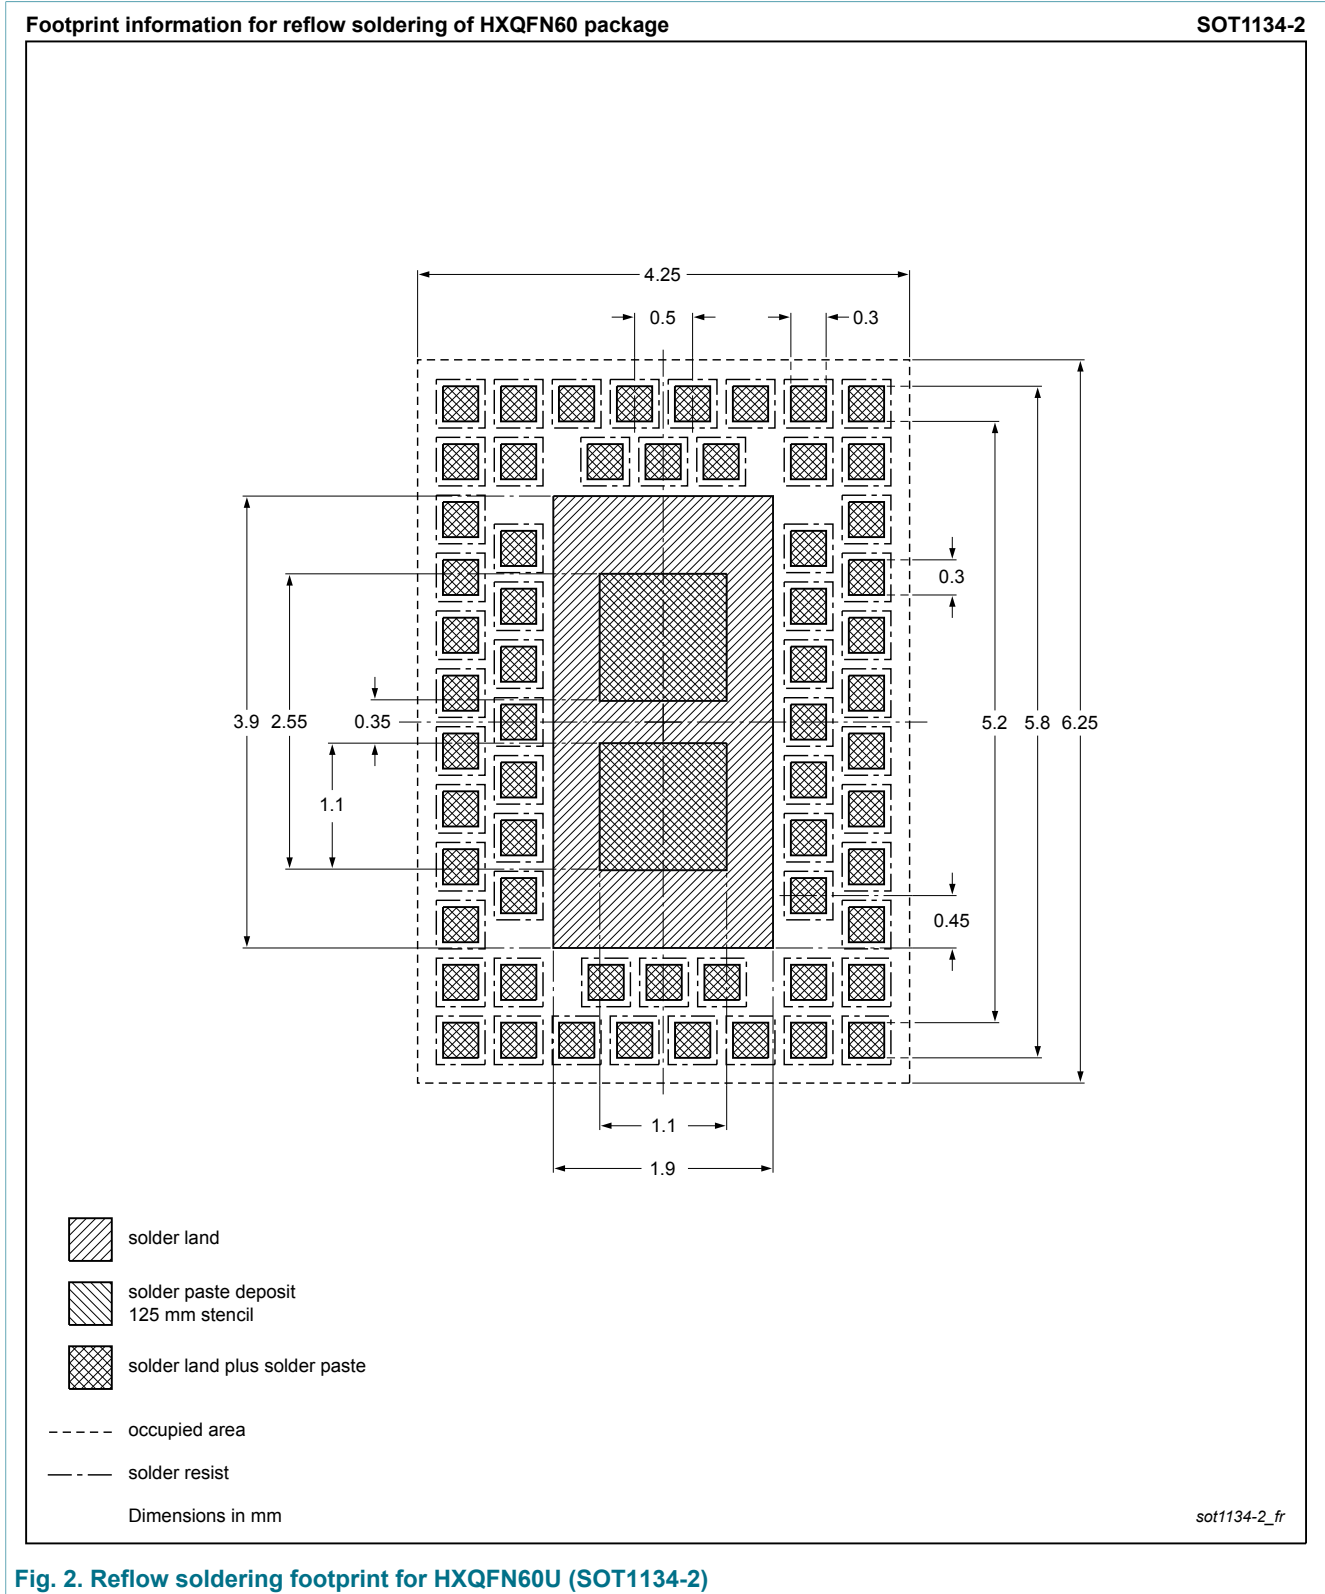 Footprint information for reflow soldering of HXQFN60 package SOT1134-2
4.25
0.5 0.3
0.3
3.9 2.55 0.35 5.2 5.8 6.25
1.1
0.45
1.1
1.9
solder land
solder paste deposit
125 mm stencil
solder land plus solder paste
occupied area
solder resist
Dimensions in mm sot1134-2_fr
Fig. 2. Reflow soldering footprint for HXQFN60U (SOT1134-2)